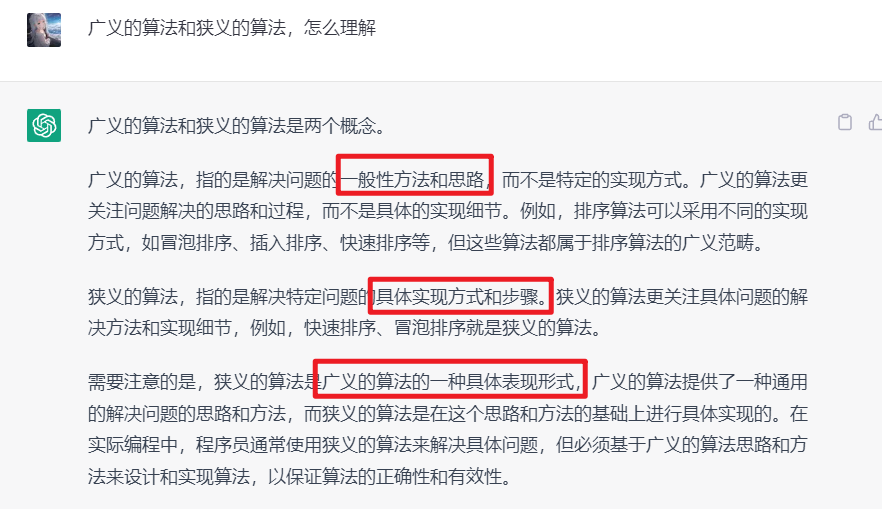 广义的算法和狭义的算法，怎么理解
广义的算法和狭义的算法是两个概念。
广义的算法，指的是解决问题的一般性方法和思路，而不是特定的实现方式。广义的算法更
关注问题解决的思路和过程，而不是具体的实现细节。例如，排序算法可以采用不同的实现
方式，如冒泡排序、插入排序、快速排序等，但这些算法都属于排序算法的广义范畴。
狭义的算法，指的是解决特定问题的具体实现方式和步骤。狭义的算法更关注具体问题的解
决方法和实现细节，例如，快速排序、冒泡排序就是狭义的算法。
需要注意的是，狭义的算法是广义的算法的一种具体表现形式，广义的算法提供了一种通用
的解决问题的思路和方法，而狭义的算法是在这个思路和方法的基础上进行具体实现的。在
实际编程中，程序员通常使用狭义的算法来解决具体问题，但必须基于广义的算法思路和方
法来设计和实现算法，以保证算法的正确性和有效性。